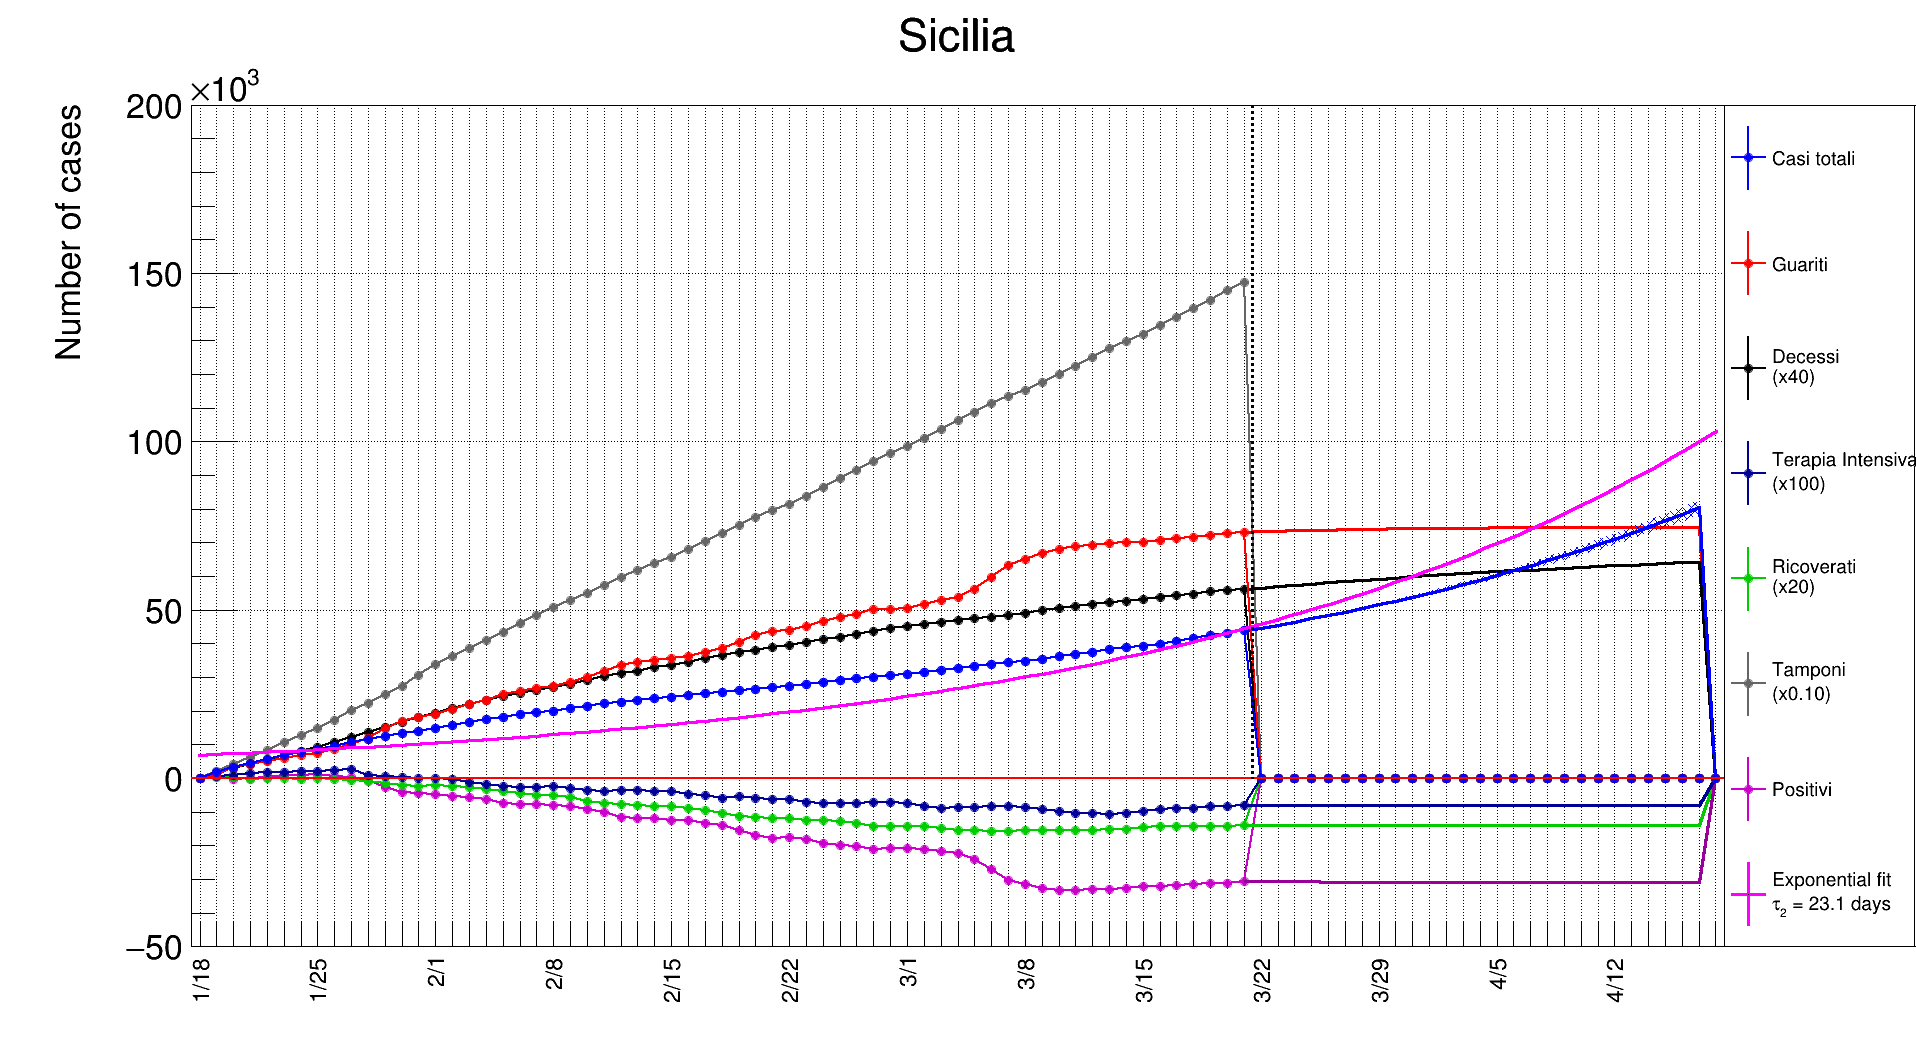 Sicilia
×10³
Number of cases
200
150
100
50
0
−50
1/18
1/25
2/1
2/8
2/15
2/22
3/1
3/8
3/15
3/22
3/29
4/5
4/12
Casi totali
Guariti
Decessi
(x40)
Terapia Intensiva
(x100)
Ricoverati
(x20)
Tamponi
(x0.10)
Positivi
Exponential fit
τ₂ = 23.1 days